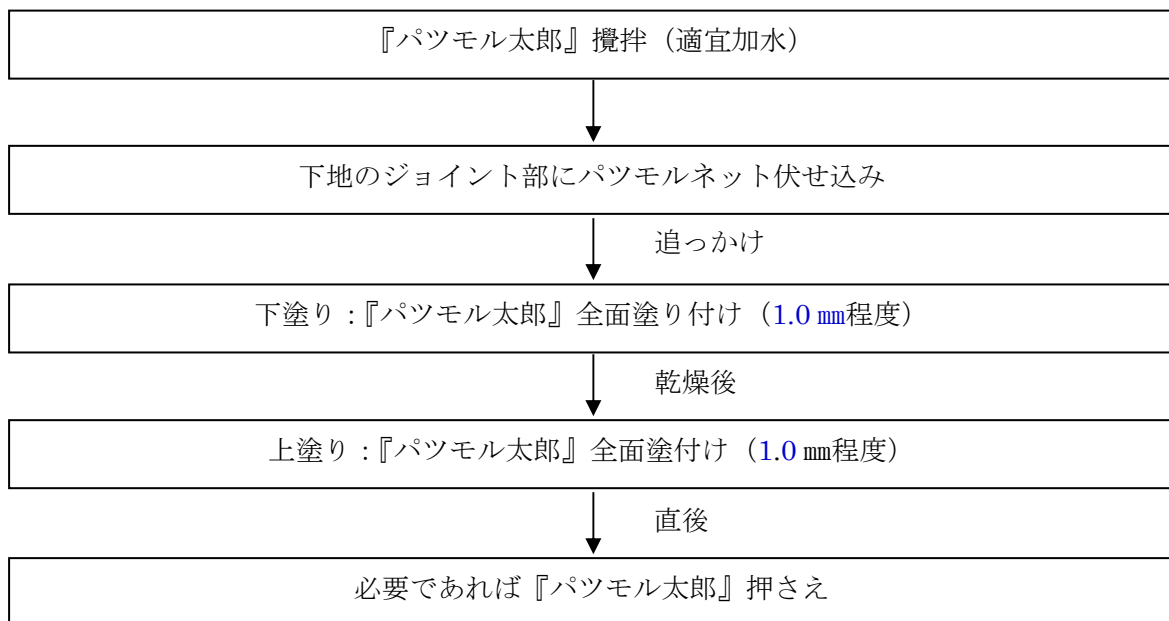 『パツモル太郎』攪拌（適宜加水）
下地のジョイント部にパツモルネット伏せ込み
追っかけ
下塗り：『パツモル太郎』全面塗り付け（1.0 ㎜程度）
乾燥後
上塗り：『パツモル太郎』全面塗付け（1.0 ㎜程度）
直後
必要であれば『パツモル太郎』押さえ